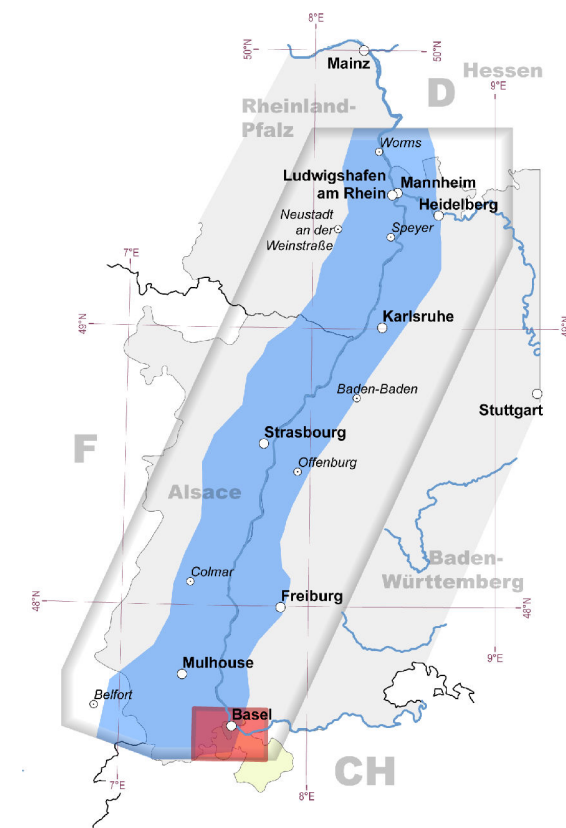 8°E
50°N
50°N
Mainz
Hessen
D
9°E
Rheinland-
Pfalz
Worms
Ludwigshafen
am Rhein
Mannheim
Heidelberg
Neustadt
an der
Weinstraße
Speyer
7°E
49°N
Karlsruhe
Baden-Baden
Stuttgart
Strasbourg
F
Offenburg
Alsace
Baden-
Württemberg
Colmar
48°N
Freiburg
48°N
9°E
Mulhouse
Belfort
Basel
CH
7°E
8°E